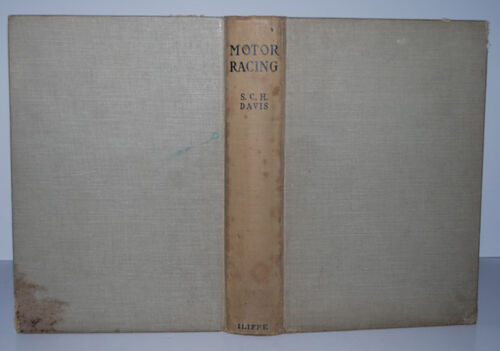 MOTOR
RACING
S. C. H.
DAVIS
ILIFFE